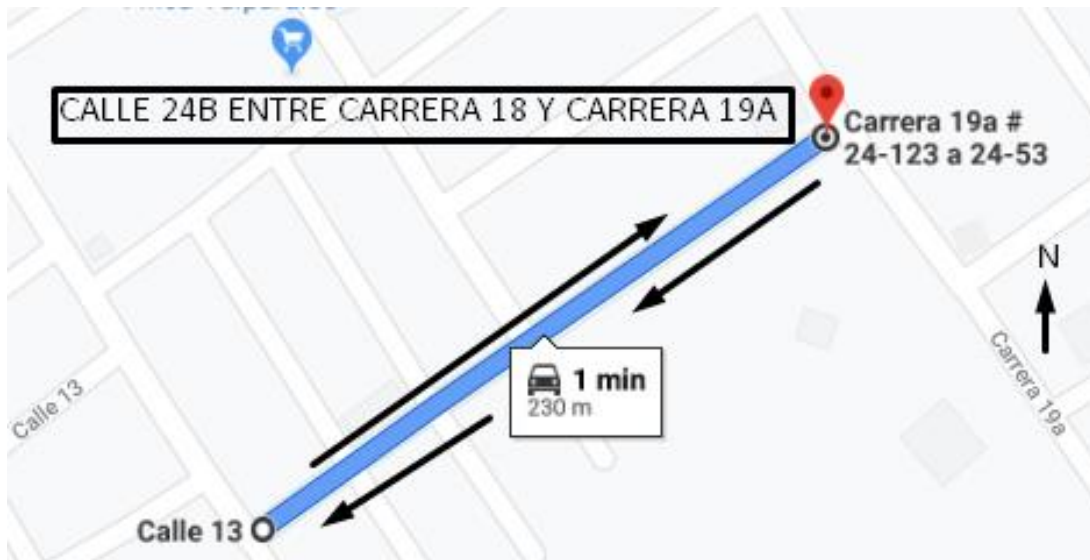 CALLE 24B ENTRE CARRERA 18 Y CARRERA 19A
Carrera 19a #
24-123 a 24-53
N
1 min
230 m
Carrera 19a
Calle 13
Calle 13